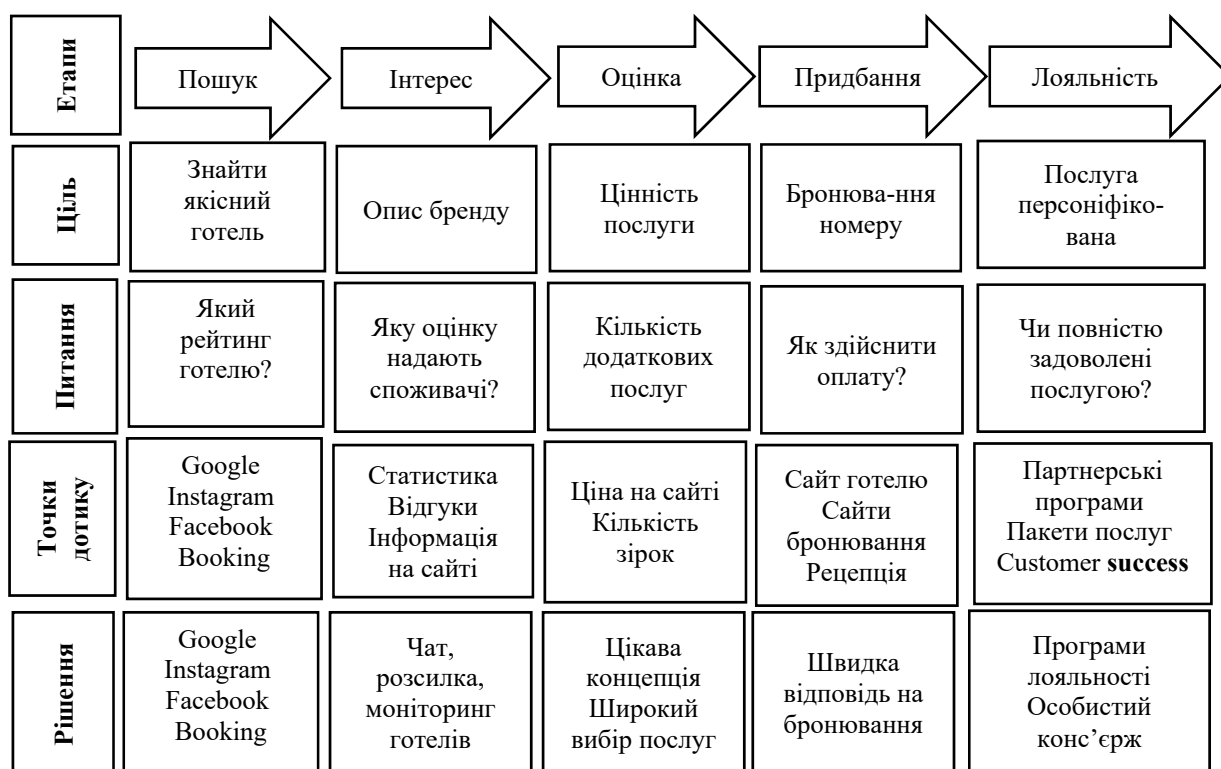 Етапи
Пошук
Інтерес
Оцінка
Придбання
Лояльність
Ціль
Знайти
якісний
готель
Опис бренду
Цінність
послуги
Бронюва-ння
номеру
Послуга
персоніфіко-
вана
Питання
Який
рейтинг
готелю?
Яку оцінку
надають
споживачі?
Кількість
додаткових
послуг
Як здійснити
оплату?
Чи повністю
задоволені
послугою?
Точки
дотику
Google
Instagram
Facebook
Booking
Статистика
Відгуки
Інформація
на сайті
Ціна на сайті
Кількість
зірок
Сайт готелю
Сайти
бронювання
Рецепція
Партнерські
програми
Пакети послуг
Customer success
Рішення
Google
Instagram
Facebook
Booking
Чат,
розсилка,
моніторинг
готелів
Цікава
концепція
Широкий
вибір послуг
Швидка
відповідь на
бронювання
Програми
лояльності
Особистий
конс’єрж